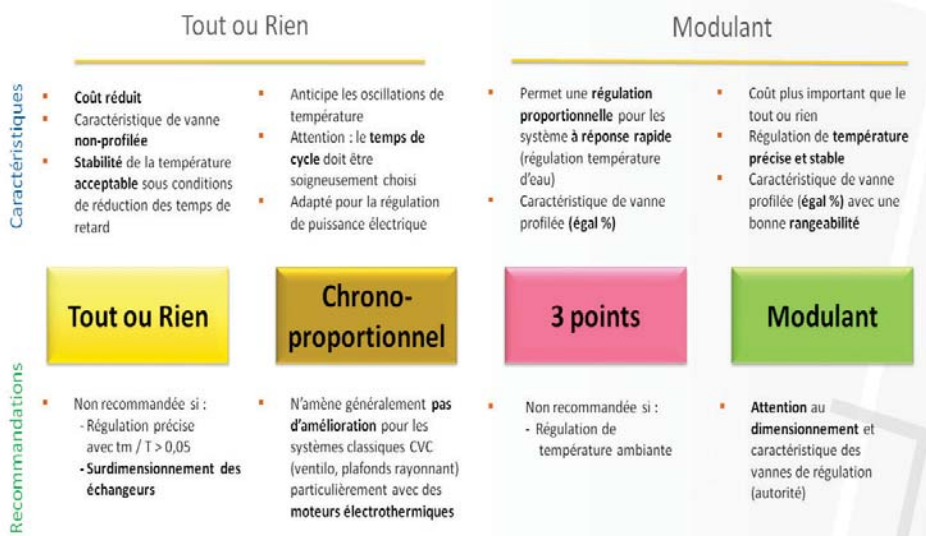 Tout ou Rien
Modulant
Caractéristiques
▪ Coût réduit
▪ Caractéristique de vanne
non-profilée
▪ Stabilité de la température
acceptable sous conditions
de réduction des temps de
retard
▪ Anticipe les oscillations de
température
▪ Attention : le temps de
cycle doit être
soigneusement choisi
▪ Adapté pour la régulation
de puissance électrique
▪ Permet une régulation
proportionnelle pour les
système à réponse rapide
(régulation température
d'eau)
▪ Caractéristique de vanne
profilée (égal %)
▪ Coût plus important que le
tout ou rien
▪ Régulation de température
précise et stable
▪ Caractéristique de vanne
profilée (égal %) avec une
bonne rangeabilité
Tout ou Rien
Chrono-
proportionnel
3 points
Modulant
Recommandations
▪ Non recommandée si :
- Régulation précise
avec tm / T > 0,05
- Surdimensionnement des
échangeurs
▪ N'amène généralement pas
d'amélioration pour les
systèmes classiques CVC
(ventilo, plafonds rayonnant)
particulièrement avec des
moteurs électrothermiques
▪ Non recommandée si :
- Régulation de
température ambiante
▪ Attention au
dimensionnement et
caractéristique des
vannes de régulation
(autorité)